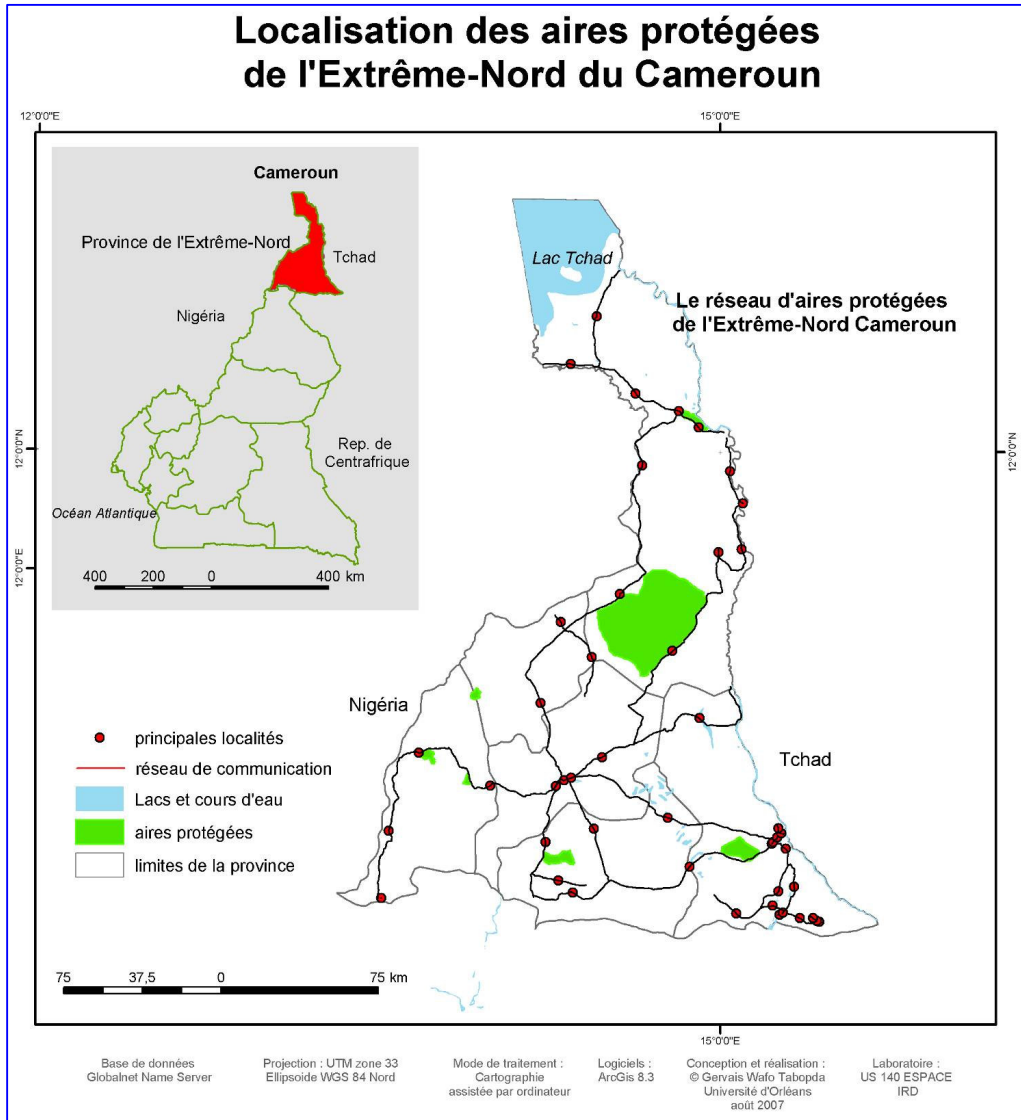 Localisation des aires protégées
de l'Extrême-Nord du Cameroun
12°0'0"E
15°0'0"E
Cameroun
Province de l'Extrême-Nord
Tchad
Nigéria
Rep. de
Centrafrique
Océan Atlantique
400 200 0 400 km
Lac Tchad
Le réseau d'aires protégées
de l'Extrême-Nord Cameroun
12°0'0"N
12°0'0"N
12°0'0"E
Nigéria
Tchad
principales localités
réseau de communication
Lacs et cours d'eau
aires protégées
limites de la province
75 37,5 0 75 km
15°0'0"E
Base de données
Globalnet Name Server
Projection : UTM zone 33
Ellipsoide WGS 84 Nord
Mode de traitement :
Cartographie
assistée par ordinateur
Logiciels :
ArcGis 8.3
Conception et réalisation :
© Gervais Wafo Tabopda
Université d'Orléans
août 2007
Laboratoire :
US 140 ESPACE
IRD